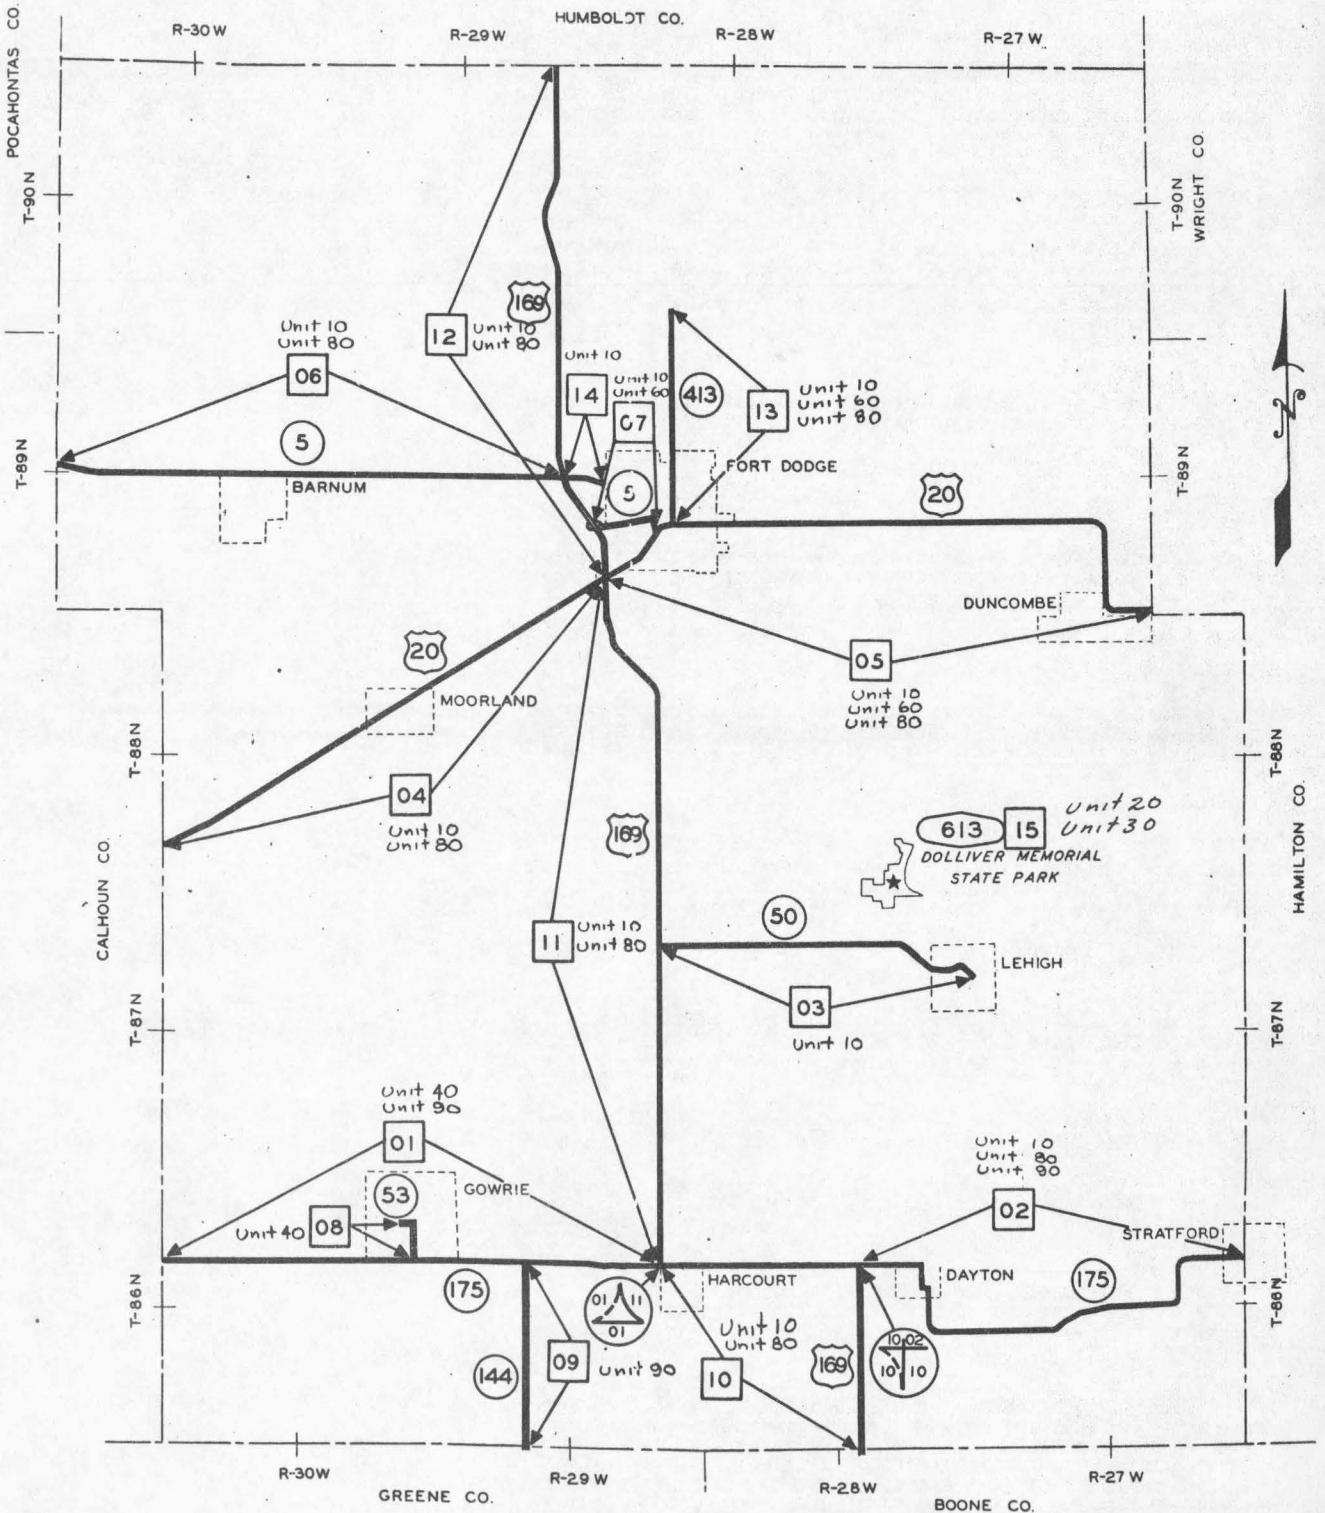 HUMBOLDT CO.
POCAHONTAS CO.
R-30W
R-29W
R-28W
R-27W
T-90N
T-90N
WRIGHT CO.
169
12
Unit 10
Unit 80
Unit 10
Unit 80
06
5
Unit 10
14
Unit 10
Unit 60
07
413
13
Unit 10
Unit 60
Unit 80
T-89N
BARNUM
5
FORT DODGE
20
T-89N
DUNCOMBE
20
05
Unit 10
Unit 60
Unit 80
MOORLAND
T-88N
04
Unit 10
Unit 80
169
613
15
Unit 20
Unit 30
DOLLIVER MEMORIAL
STATE PARK
T-88N
HAMILTON CO.
CALHOUN CO.
11
Unit 10
Unit 80
50
LEHIGH
03
Unit 10
T-87N
T-87N
Unit 40
Unit 90
01
Unit 10
Unit 80
Unit 90
02
53
GOWRIE
08
Unit 40
STRATFORD
175
01 11
01
HARCOURT
DAYTON
175
T-86N
T-86N
144
09
Unit 90
Unit 10
Unit 80
10
169
10 02
10 10
R-30W
R-29W
R-28W
R-27W
GREENE CO.
BOONE CO.